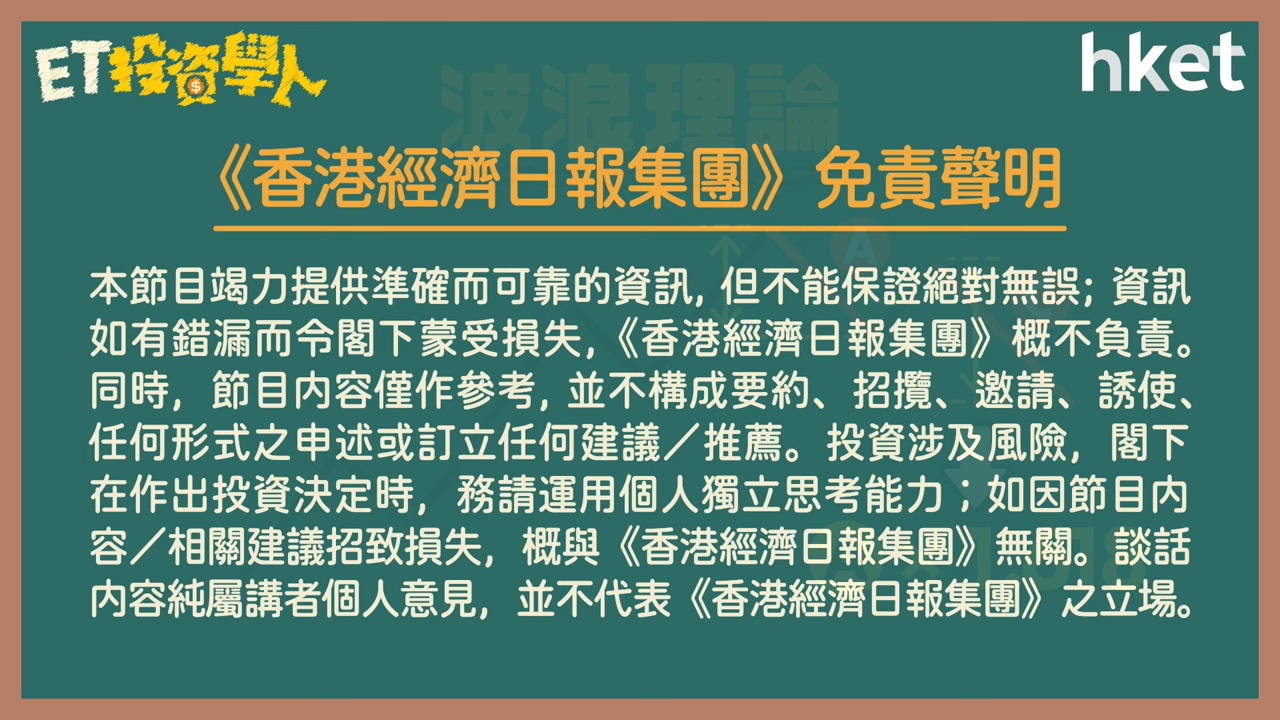 ET投資學人
hket
波浪理論
《香港經濟日報集團》免責聲明
本節目竭力提供準確而可靠的資訊, 但不能保證絕對無誤; 資訊
如有錯漏而令閣下蒙受損失,《香港經濟日報集團》概不負責。
同時, 節目內容僅作參考, 並不構成要約、招攬、邀請、誘使、
任何形式之申述或訂立任何建議／推薦。投資涉及風險, 閣下
在作出投資決定時, 務請運用個人獨立思考能力；如因節目內
容／相關建議招致損失, 概與《香港經濟日報集團》無關。談話
內容純屬講者個人意見, 並不代表《香港經濟日報集團》之立場。
A